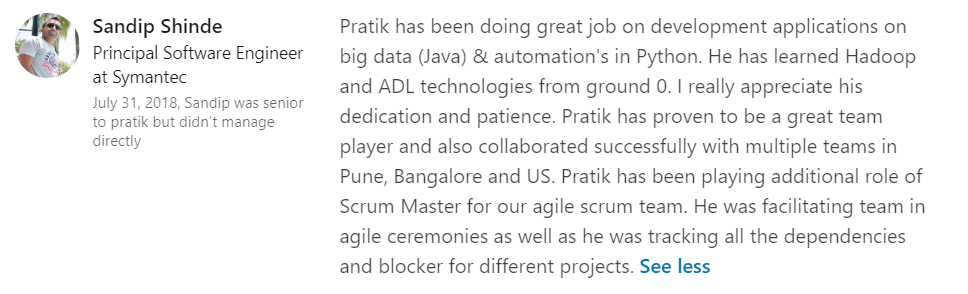 Sandip Shinde
Principal Software Engineer
at Symantec
July 31, 2018, Sandip was senior
to pratik but didn't manage
directly
Pratik has been doing great job on development applications on
big data (Java) & automation's in Python. He has learned Hadoop
and ADL technologies from ground 0. I really appreciate his
dedication and patience. Pratik has proven to be a great team
player and also collaborated successfully with multiple teams in
Pune, Bangalore and US. Pratik has been playing additional role of
Scrum Master for our agile scrum team. He was facilitating team in
agile ceremonies as well as he was tracking all the dependencies
and blocker for different projects. See less